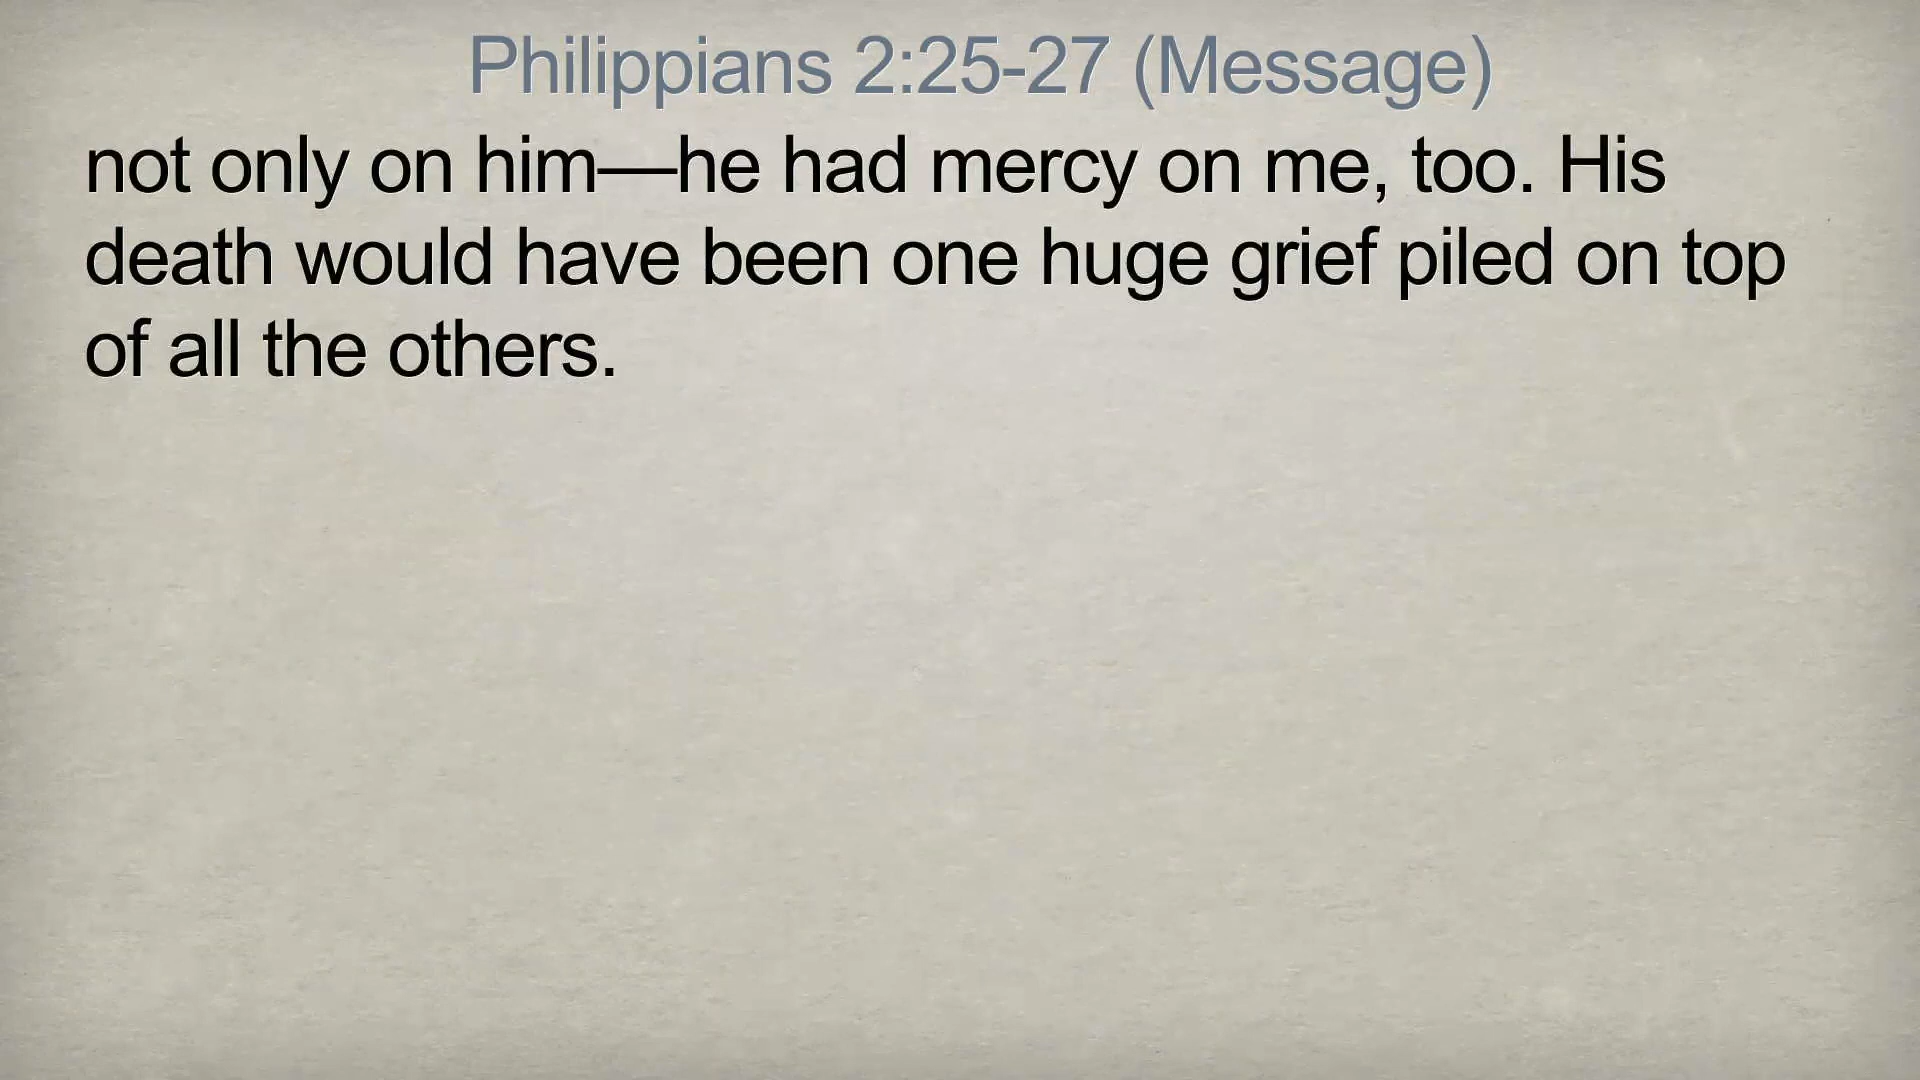 Philippians 2:25-27 (Message)
not only on him—he had mercy on me, too. His
death would have been one huge grief piled on top
of all the others.